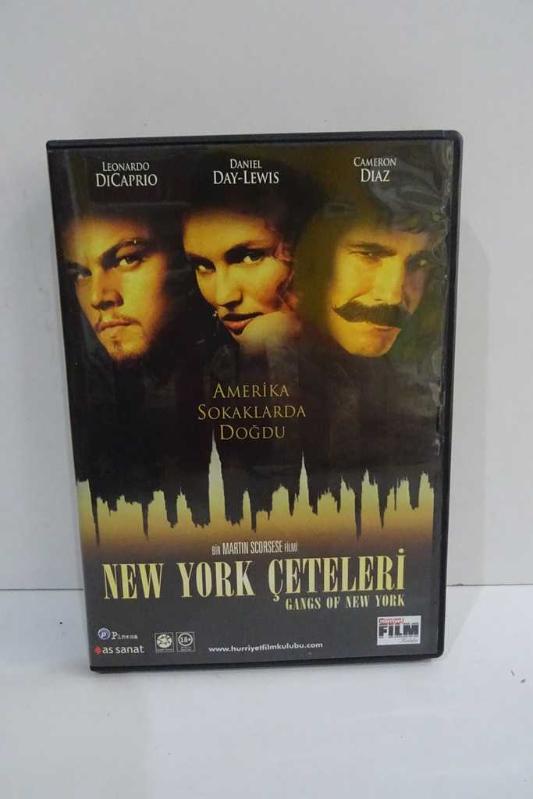 LEONARDO DICAPRIO
DANIEL DAY-LEWIS
CAMERON DIAZ
AMERİKA
SOKAKLARDA
DOĞDU
BİR MARTIN SCORSESE FİLMİ
NEW YORK ÇETELERİ
GANGS OF NEW YORK
Pinema
as sanat
18+
www.hurriyetfilmkulubu.com
Hürriyet
FILM